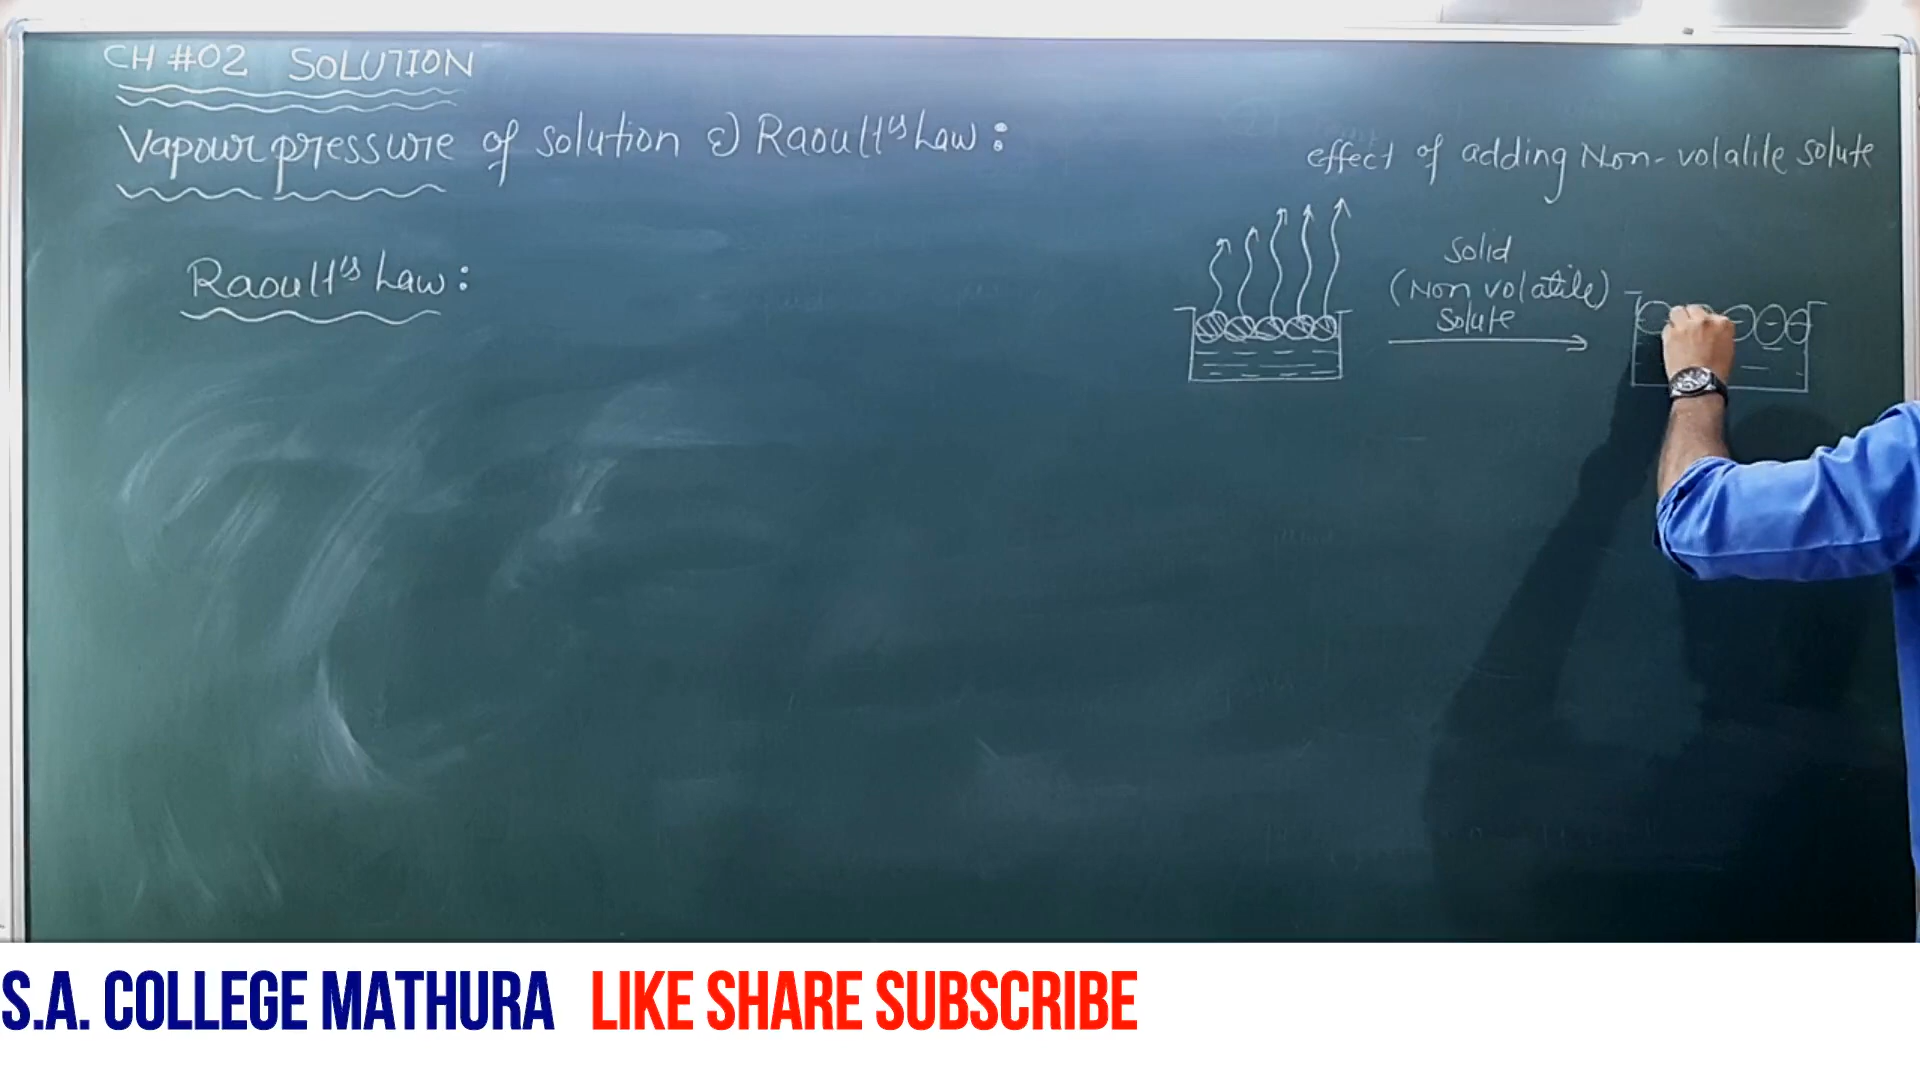 CH #02 SOLUTION
Vapour pressure of solution & Raoult's Law :
effect of adding Non-volatile solute
Raoult's Law :
Solid
(Non volatile)
Solute
S.A. COLLEGE MATHURA LIKE SHARE SUBSCRIBE